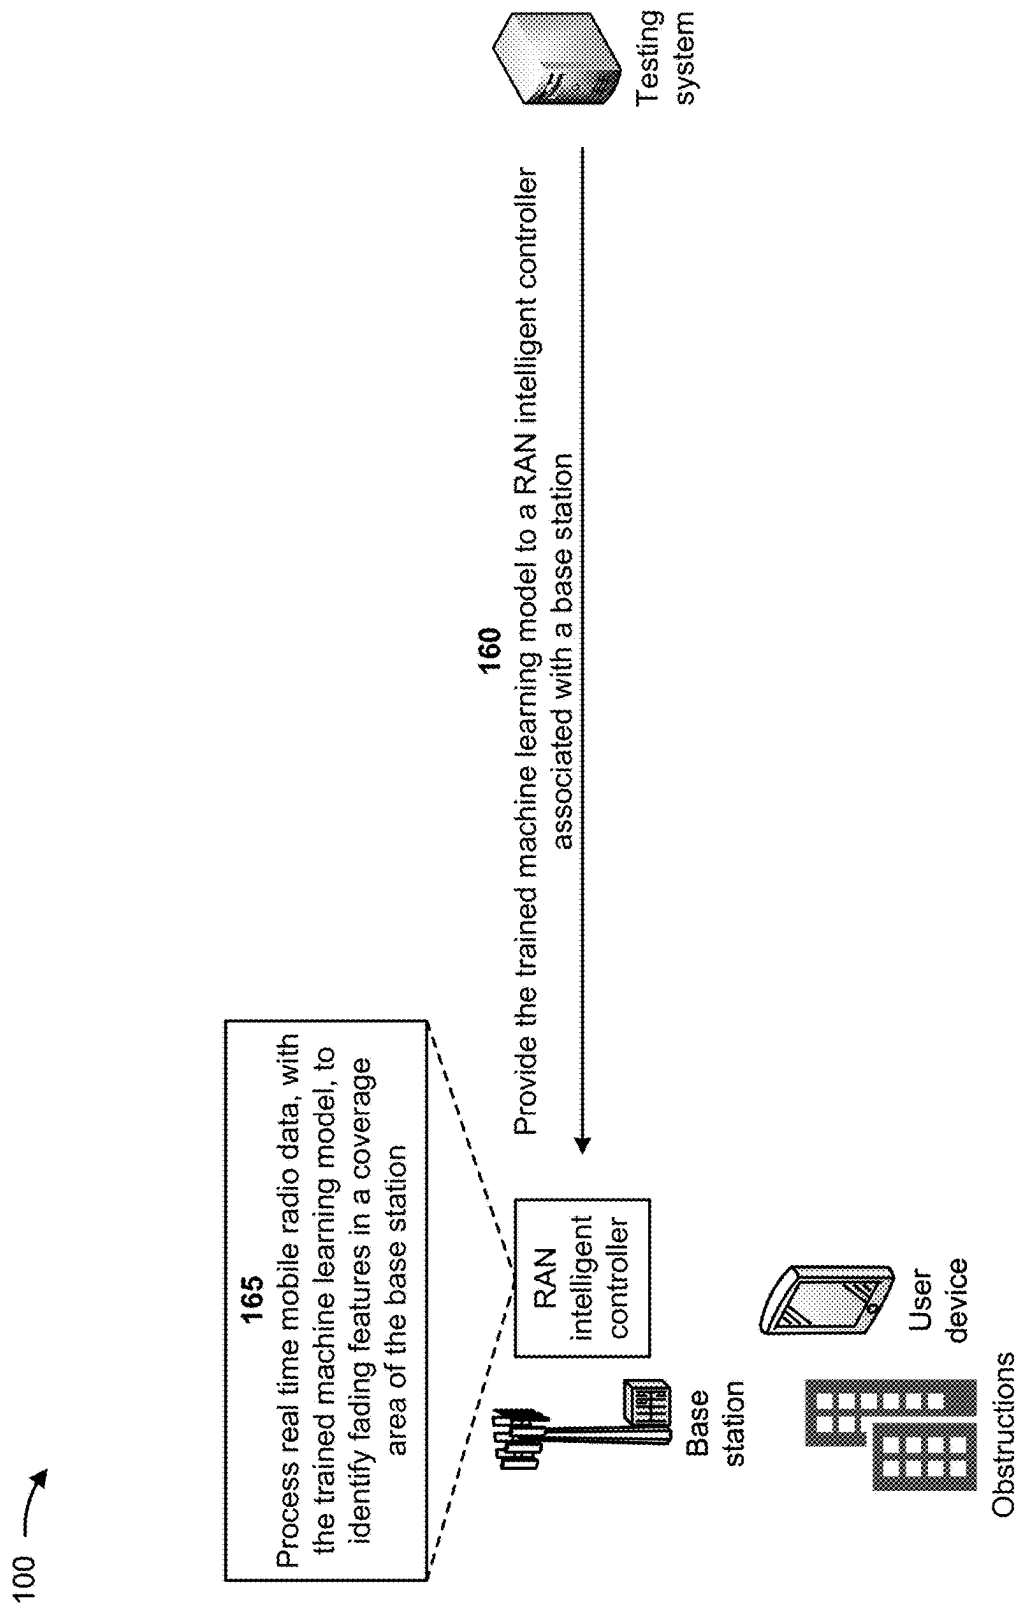 100
165
Process real time mobile radio data, with
the trained machine learning model, to
identify fading features in a coverage
area of the base station
160
Provide the trained machine learning model to a RAN intelligent controller
associated with a base station
RAN
intelligent
controller
Testing
system
Base
station
User
device
Obstructions